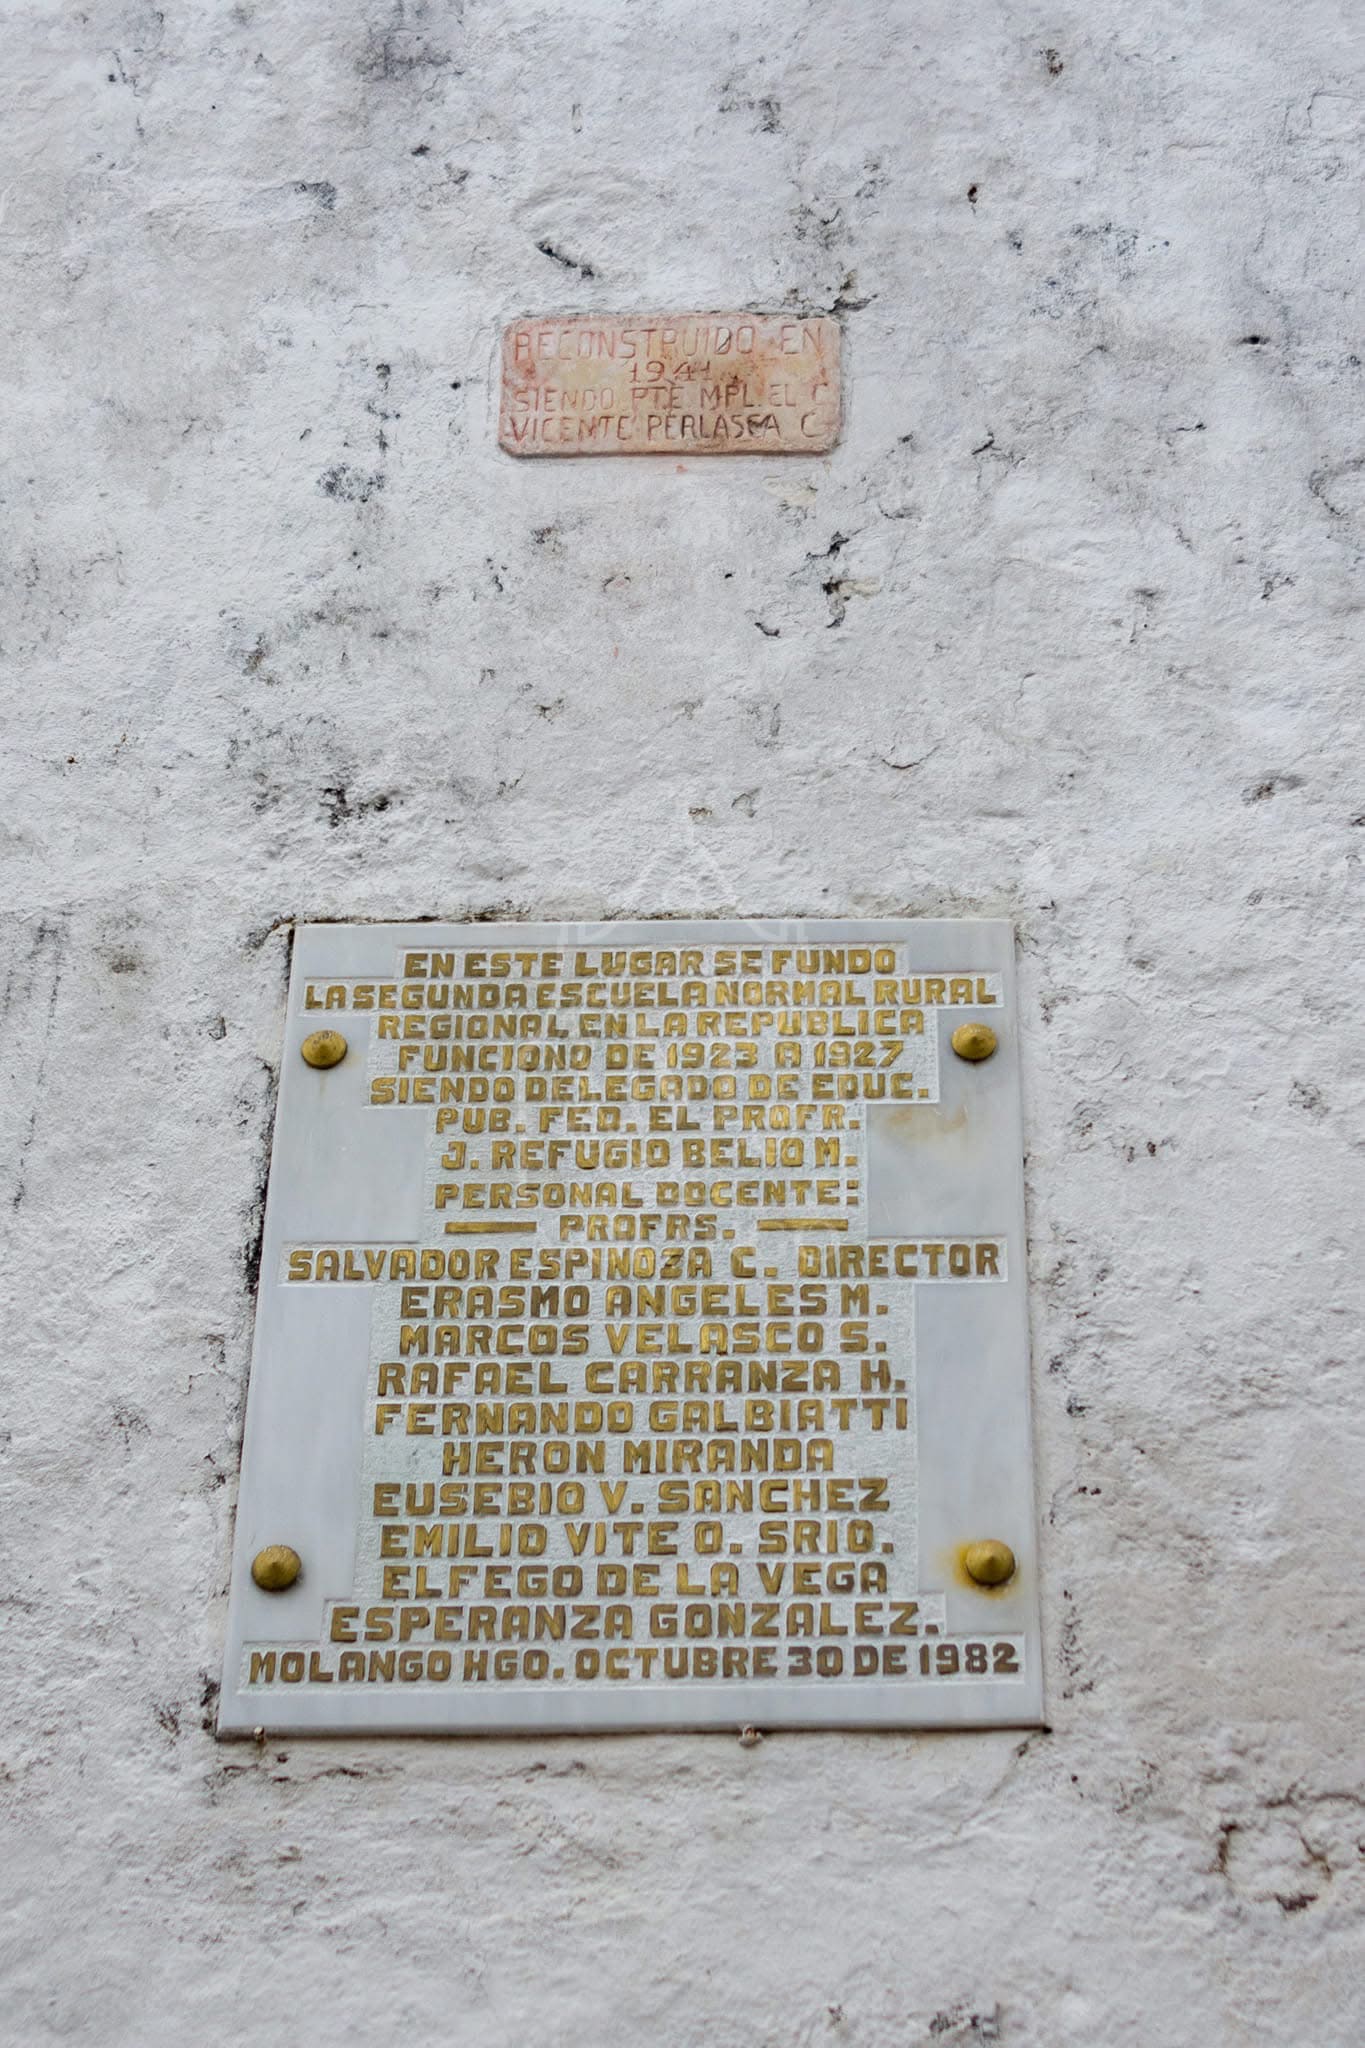 RECONSTRUIDO EN
1941
SIENDO PTE MPL. EL C
VICENTE PERLASCA C
EN ESTE LUGAR SE FUNDO
LA SEGUNDA ESCUELA NORMAL RURAL
REGIONAL EN LA REPUBLICA
FUNCIONO DE 1923 A 1927
SIENDO DELEGADO DE EDUC.
PUB. FED. EL PROFR.
J. REFUGIO BELIO M.
PERSONAL DOCENTE:
PROFRS.
SALVADOR ESPINOZA C. DIRECTOR
ERASMO ANGELES M.
MARCOS VELASCO S.
RAFAEL CARRANZA H.
FERNANDO GALBIATTI
HERON MIRANDA
EUSEBIO V. SANCHEZ
EMILIO VITE O. SRIO.
ELFEGO DE LA VEGA
ESPERANZA GONZALEZ.
MOLANGO HGO. OCTUBRE 30 DE 1982